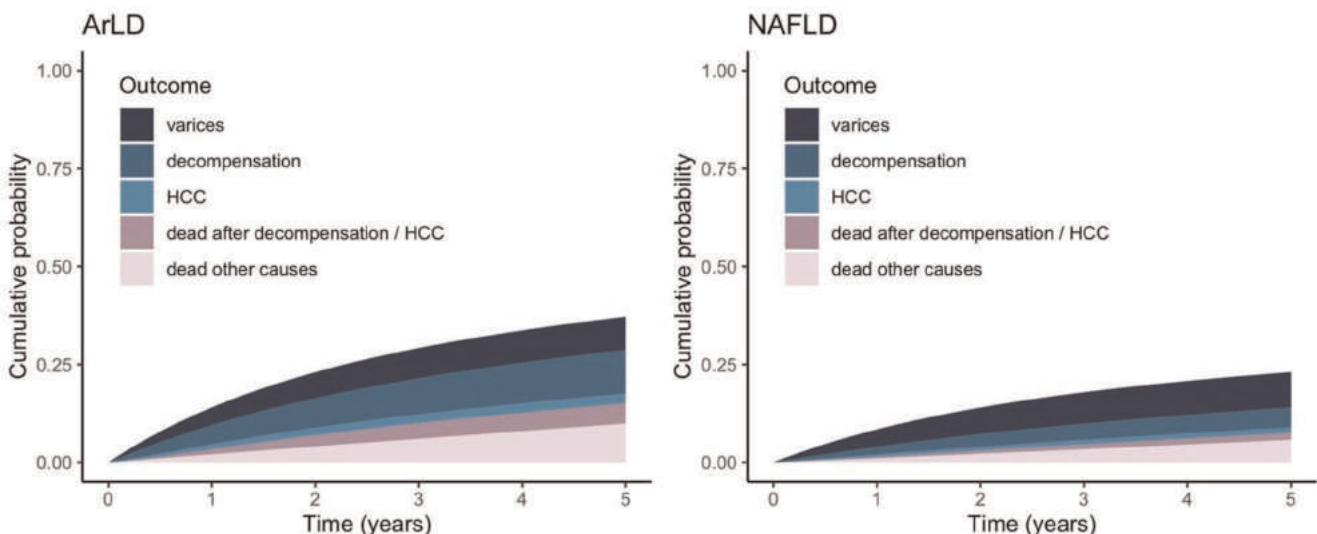 ArLD
Cumulative probability
1.00
0.75
0.50
0.25
0.00
Outcome
varices
decompensation
HCC
dead after decompensation / HCC
dead other causes
0 1 2 3 4 5
Time (years)
NAFLD
Cumulative probability
1.00
0.75
0.50
0.25
0.00
Outcome
varices
decompensation
HCC
dead after decompensation / HCC
dead other causes
0 1 2 3 4 5
Time (years)